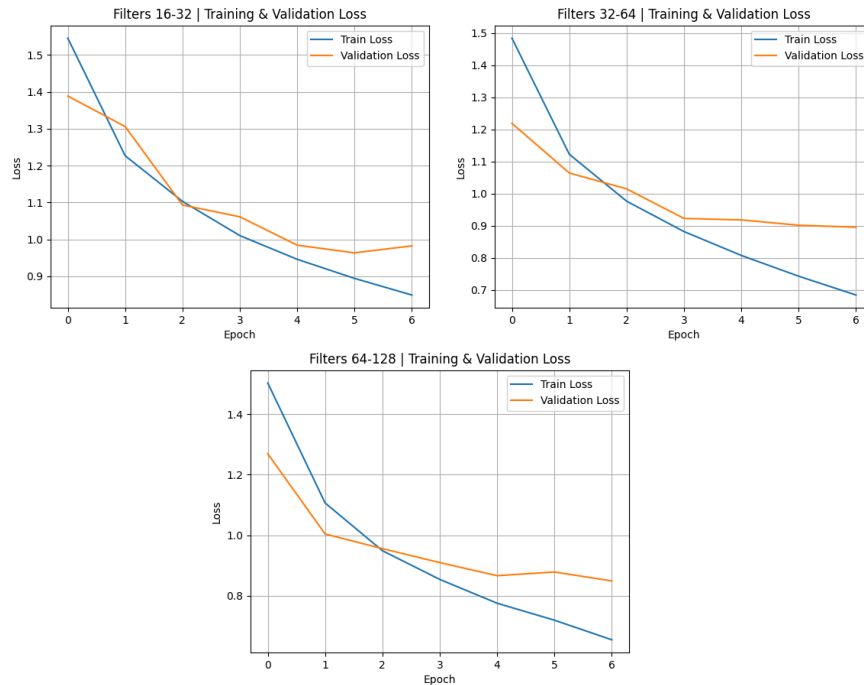 Filters 16-32 | Training & Validation Loss
Train Loss
Validation Loss
1.5
1.4
1.3
1.2
1.1
1.0
0.9
Loss
0 1 2 3 4 5 6
Epoch
Filters 32-64 | Training & Validation Loss
Train Loss
Validation Loss
1.5
1.4
1.3
1.2
1.1
1.0
0.9
0.8
0.7
Loss
0 1 2 3 4 5 6
Epoch
Filters 64-128 | Training & Validation Loss
Train Loss
Validation Loss
1.4
1.2
1.0
0.8
Loss
0 1 2 3 4 5 6
Epoch